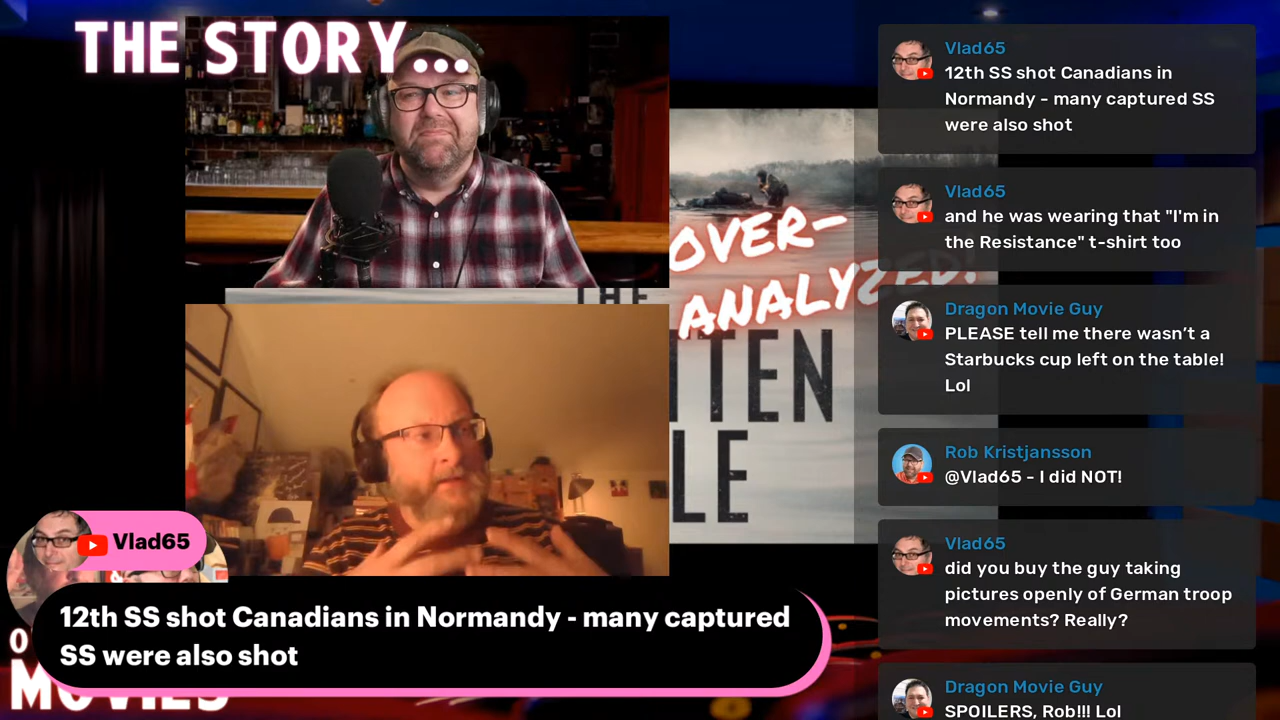 THE STORY...
OVER-
ANALYZED!
THE
TTEN
LE
Vlad65
12th SS shot Canadians in
Normandy - many captured SS
were also shot
Vlad65
and he was wearing that "I'm in
the Resistance" t-shirt too
Dragon Movie Guy
PLEASE tell me there wasn’t a
Starbucks cup left on the table!
Lol
Rob Kristjansson
@Vlad65 - I did NOT!
Vlad65
did you buy the guy taking
pictures openly of German troop
movements? Really?
Dragon Movie Guy
SPOILERS, Rob!!! Lol
Vlad65
12th SS shot Canadians in Normandy - many captured
SS were also shot
MOVIES